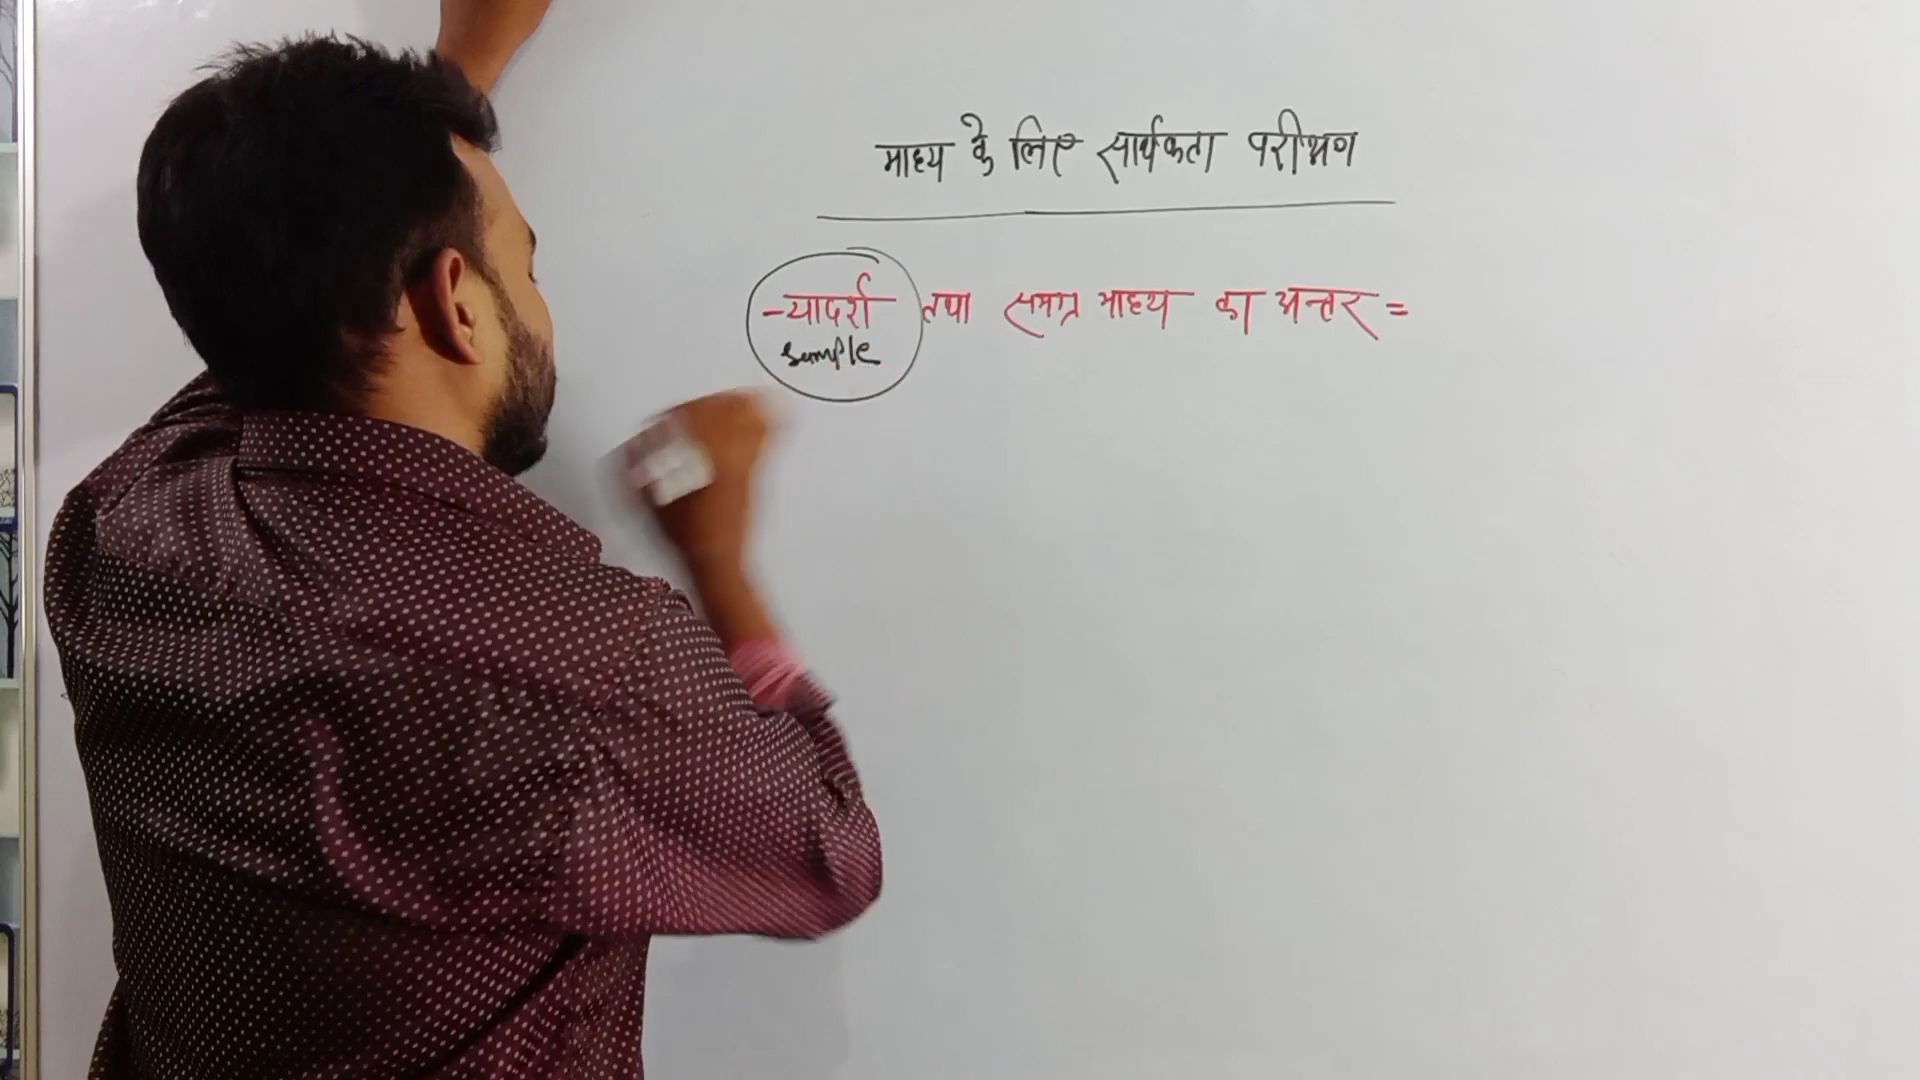 माध्य के लिए सार्थकता परीक्षण
न्यादर्श तथा समग्र माध्य का अन्तर =
Sample